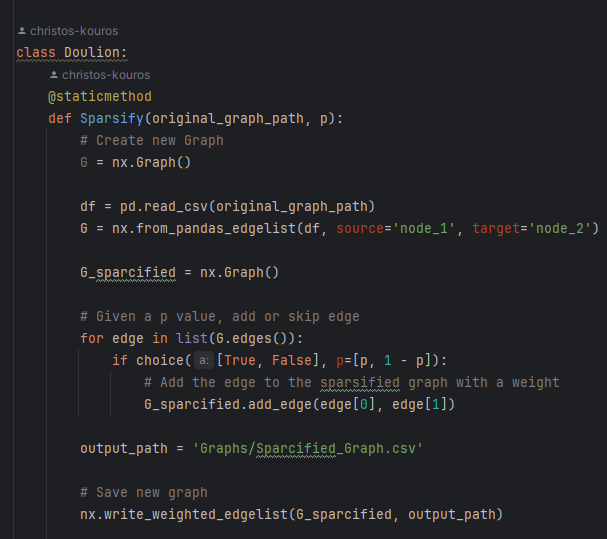 christos-kouros
class Doulion:
christos-kouros
@staticmethod
def Sparsify(original_graph_path, p):
# Create new Graph
G = nx.Graph()
df = pd.read_csv(original_graph_path)
G = nx.from_pandas_edgelist(df, source='node_1', target='node_2')
G_sparcified = nx.Graph()
# Given a p value, add or skip edge
for edge in list(G.edges()):
if choice( a: [True, False], p=[p, 1 - p]):
# Add the edge to the sparsified graph with a weight
G_sparcified.add_edge(edge[0], edge[1])
output_path = 'Graphs/Sparcified_Graph.csv'
# Save new graph
nx.write_weighted_edgelist(G_sparcified, output_path)